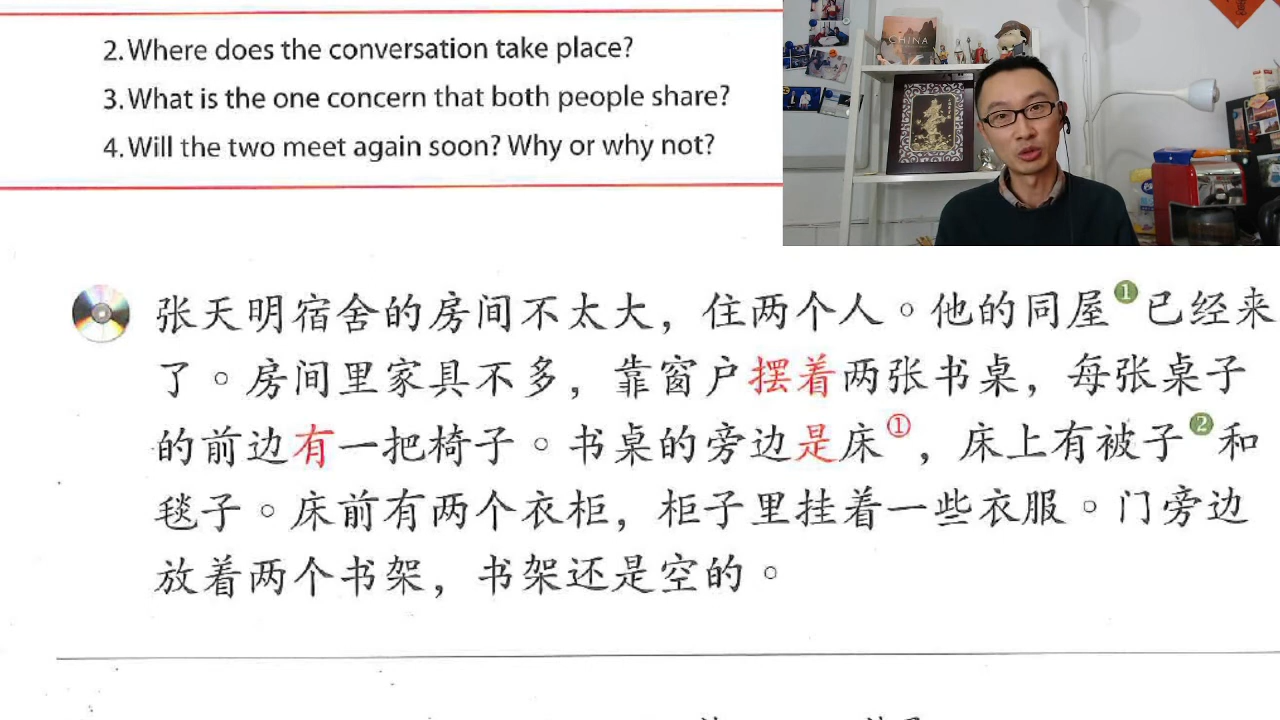 2. Where does the conversation take place?
3. What is the one concern that both people share?
4. Will the two meet again soon? Why or why not?
CHINA
张天明宿舍的房间不太大，住两个人。他的同屋❶已经来
了。房间里家具不多，靠窗户摆着两张书桌，每张桌子
的前边有一把椅子。书桌的旁边是床①，床上有被子❷和
毯子。床前有两个衣柜，柜子里挂着一些衣服。门旁边
放着两个书架，书架还是空的。